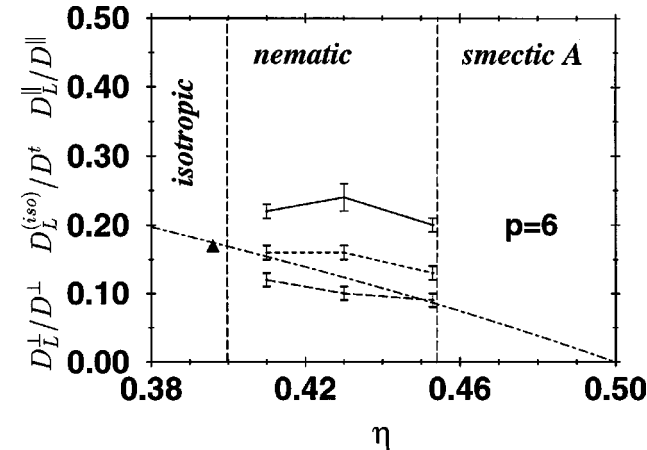 0.50
0.40
0.30
0.20
0.10
0.00
D_L^⊥/D^⊥ D_L^(iso)/D^t D_L^∥/D^∥
isotropic
nematic
smectic A
p=6
0.38
0.42
0.46
0.50
η